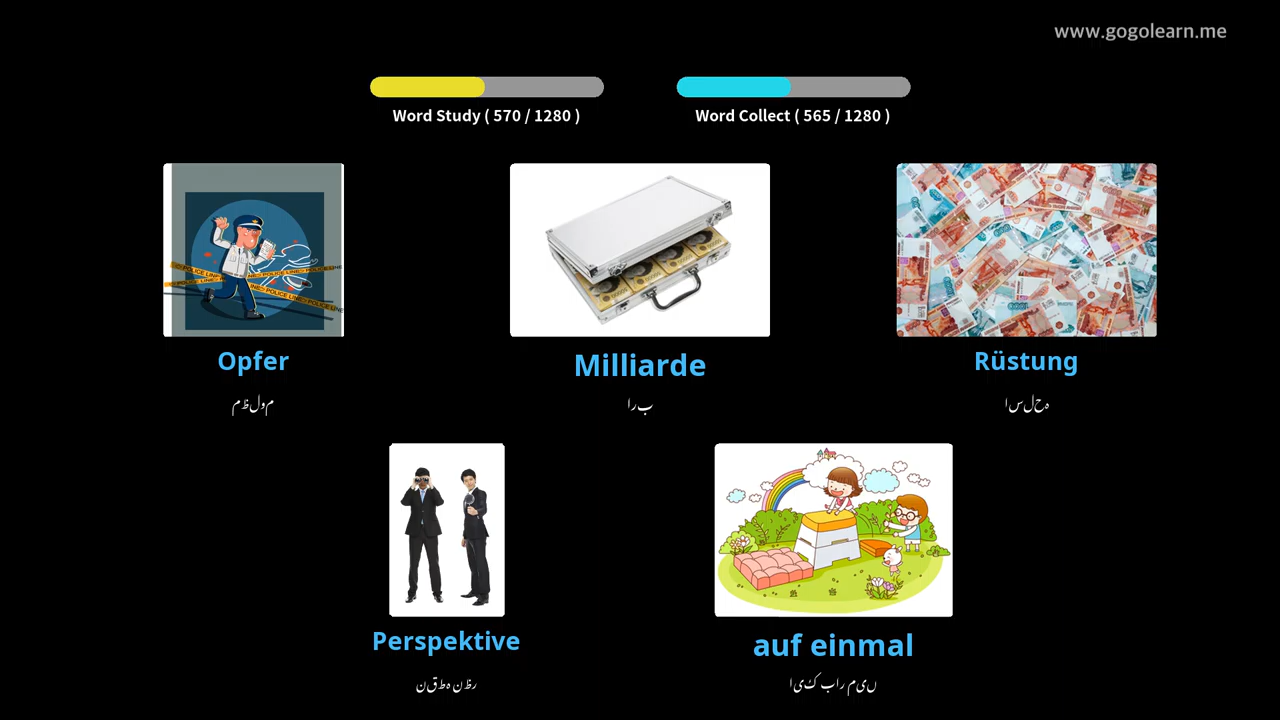 www.gogolearn.me
Word Study ( 570 / 1280 )
Word Collect ( 565 / 1280 )
Opfer
Milliarde
Rüstung
مظلوم
ارب
اسلحہ
Perspektive
auf einmal
نقطہ نظر
ایک بار میں